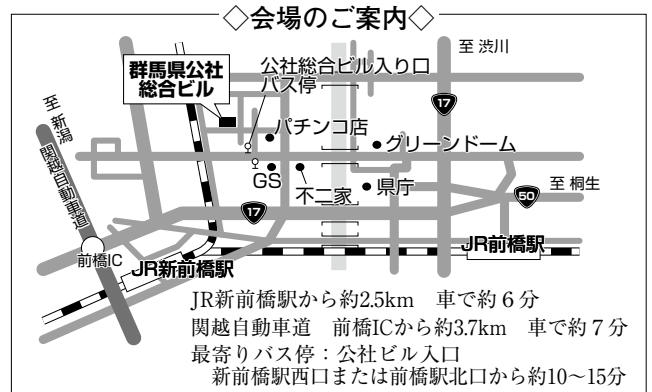 ◇会場のご案内◇
至 渋川
群馬県公社
総合ビル
公社総合ビル入り口
バス停
17
至 新潟
関越自動車道
パチンコ店
グリーンドーム
GS
不二家
県庁
50
至 桐生
17
前橋IC
JR新前橋駅
JR前橋駅
JR新前橋駅から約2.5km　車で約６分
関越自動車道　前橋ICから約3.7km　車で約７分
最寄りバス停：公社ビル入口
新前橋駅西口または前橋駅北口から約10〜15分